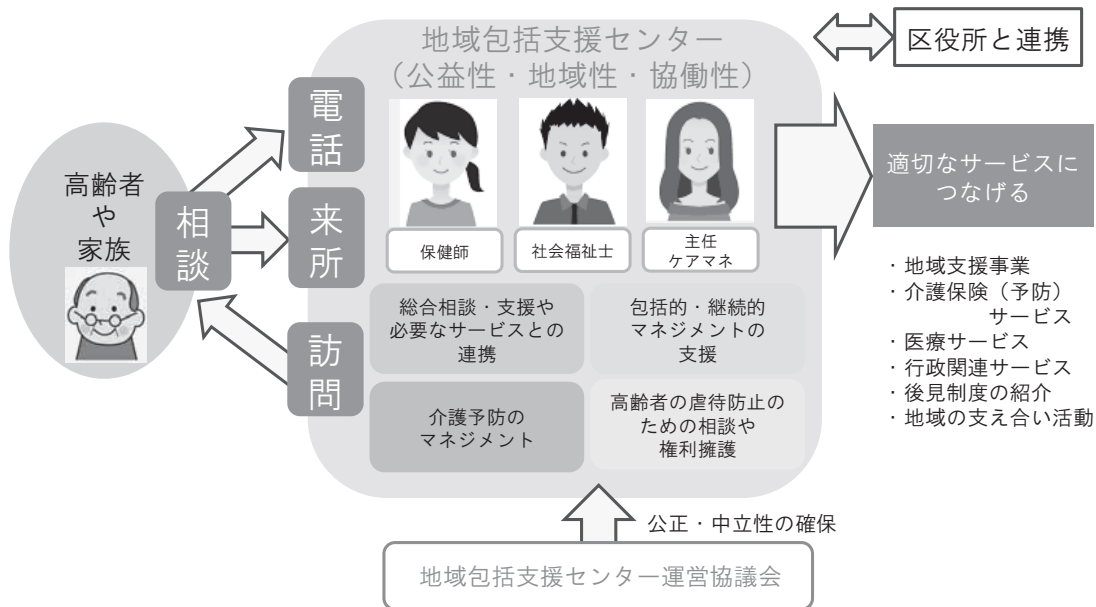 地域包括支援センター
（公益性・地域性・協働性）
区役所と連携
高齢者
や
家族
相談
電話
来所
訪問
保健師
社会福祉士
主任
ケアマネ
総合相談・支援や
必要なサービスとの
連携
包括的・継続的
マネジメントの
支援
介護予防の
マネジメント
高齢者の虐待防止の
ための相談や
権利擁護
適切なサービスに
つなげる
・地域支援事業
・介護保険（予防）
サービス
・医療サービス
・行政関連サービス
・後見制度の紹介
・地域の支え合い活動
公正・中立性の確保
地域包括支援センター運営協議会